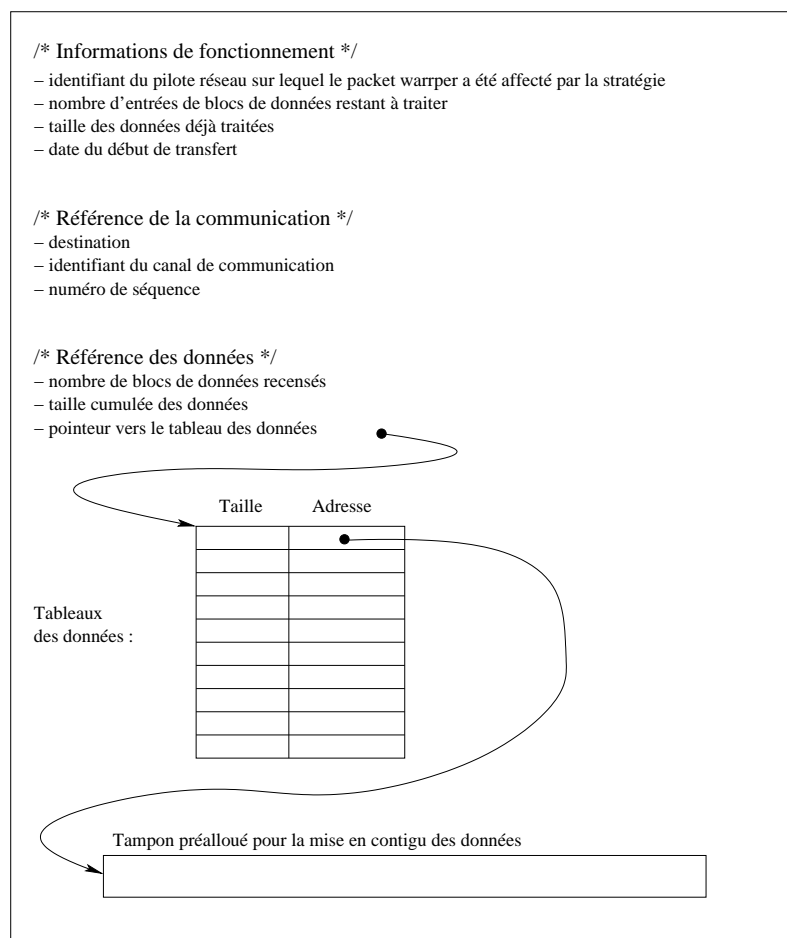 /* Informations de fonctionnement */
– identifiant du pilote réseau sur lequel le packet warrper a été affecté par la stratégie
– nombre d'entrées de blocs de données restant à traiter
– taille des données déjà traitées
– date du début de transfert
/* Référence de la communication */
– destination
– identifiant du canal de communication
– numéro de séquence
/* Référence des données */
– nombre de blocs de données recensés
– taille cumulée des données
– pointeur vers le tableau des données
Taille Adresse
Tableaux
des données :
Tampon préalloué pour la mise en contigu des données